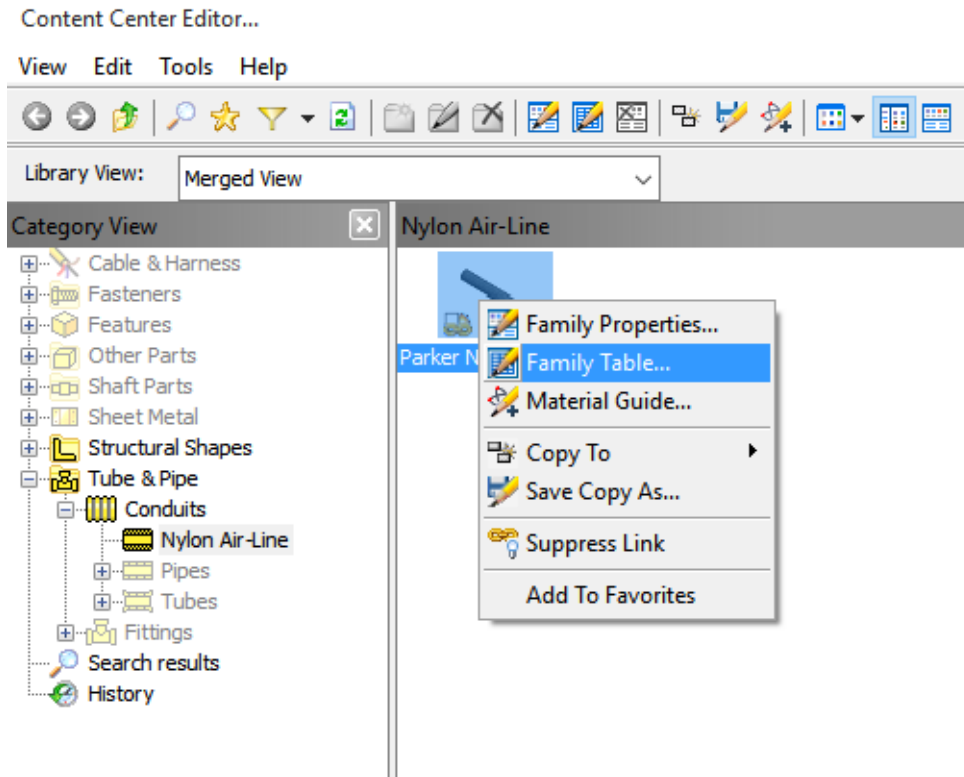 Content Center Editor...
View Edit Tools Help
Library View: Merged View
Category View
Cable & Harness
Fasteners
Features
Other Parts
Shaft Parts
Sheet Metal
Structural Shapes
Tube & Pipe
Conduits
Nylon Air-Line
Pipes
Tubes
Fittings
Search results
History
Nylon Air-Line
Parker N
Family Properties...
Family Table...
Material Guide...
Copy To
Save Copy As...
Suppress Link
Add To Favorites